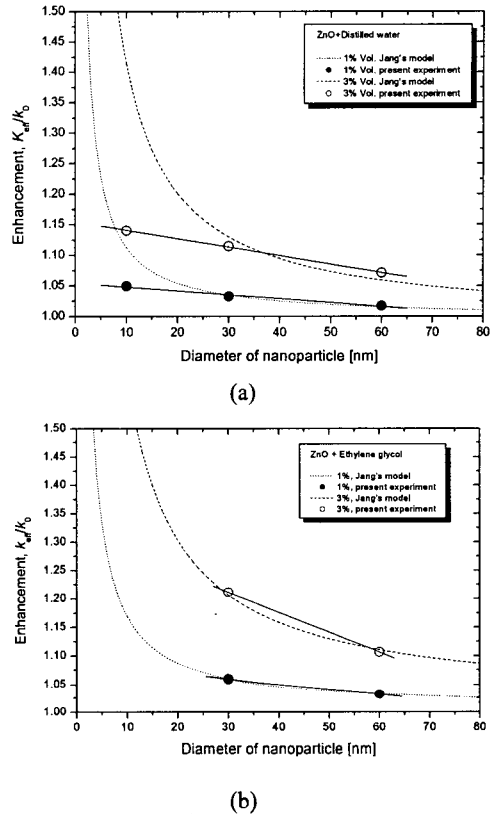 1.50
1.45
1.40
1.35
1.30
1.25
1.20
1.15
1.10
1.05
1.00
Enhancement, K_eff/k_0
ZnO+Distilled water
1% Vol. Jang's model
1% Vol. present experiment
3% Vol. Jang's model
3% Vol. present experiment
0 10 20 30 40 50 60 70 80
Diameter of nanoparticle [nm]
(a)
1.50
1.45
1.40
1.35
1.30
1.25
1.20
1.15
1.10
1.05
1.00
Enhancement, k_eff/k_0
ZnO + Ethylene glycol
1%, Jang's model
1%, present experiment
3%, Jang's model
3%, present experiment
0 10 20 30 40 50 60 70 80
Diameter of nanoparticle [nm]
(b)